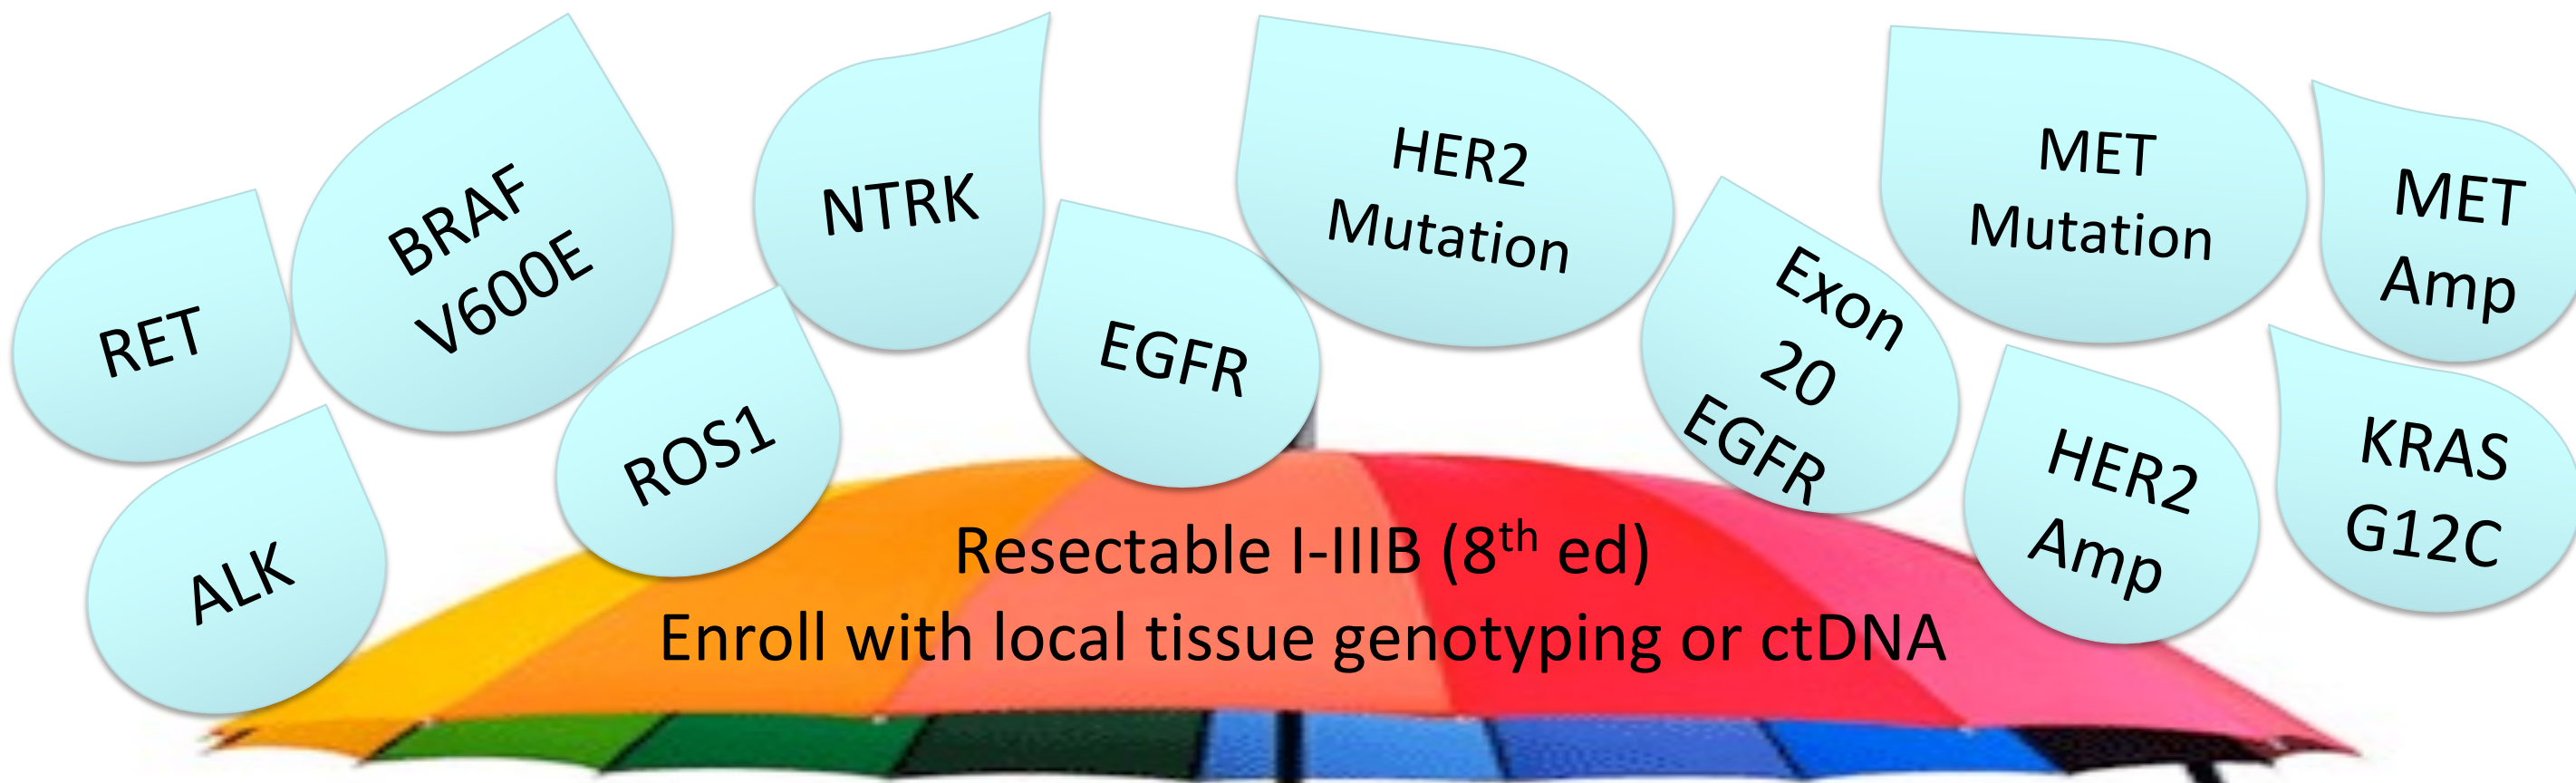 RET
BRAF
V600E
ALK
ROS1
NTRK
EGFR
HER2
Mutation
Exon
20
EGFR
MET
Mutation
MET
Amp
HER2
Amp
KRAS
G12C
Resectable I-IIIB (8th ed)
Enroll with local tissue genotyping or ctDNA